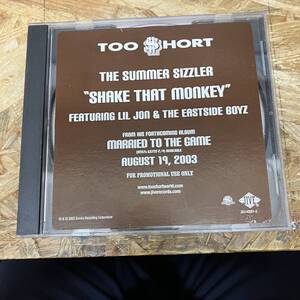 TOO $HORT
THE SUMMER SIZZLER
"SHAKE THAT MONKEY"
FEATURING LIL JON & THE EASTSIDE BOYZ
FROM HIS FORTHCOMING ALBUM
MARRIED TO THE GAME
AUGUST 19, 2003
FOR PROMOTIONAL USE ONLY
www.tooshortworld.com
www.jiverecords.com
JIVE